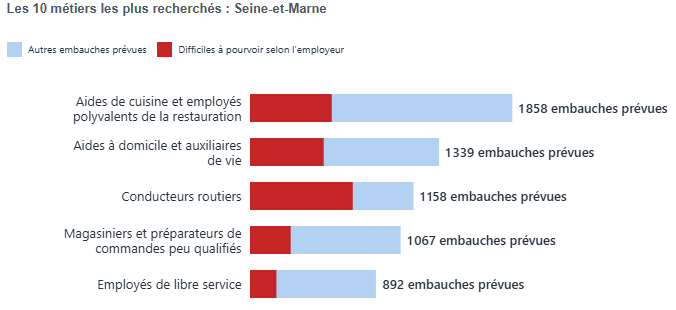 Les 10 métiers les plus recherchés : Seine-et-Marne
Autres embauches prévues
Difficiles à pourvoir selon l'employeur
Aides de cuisine et employés
polyvalents de la restauration
1858 embauches prévues
Aides à domicile et auxiliaires
de vie
1339 embauches prévues
Conducteurs routiers
1158 embauches prévues
Magasiniers et préparateurs de
commandes peu qualifiés
1067 embauches prévues
Employés de libre service
892 embauches prévues